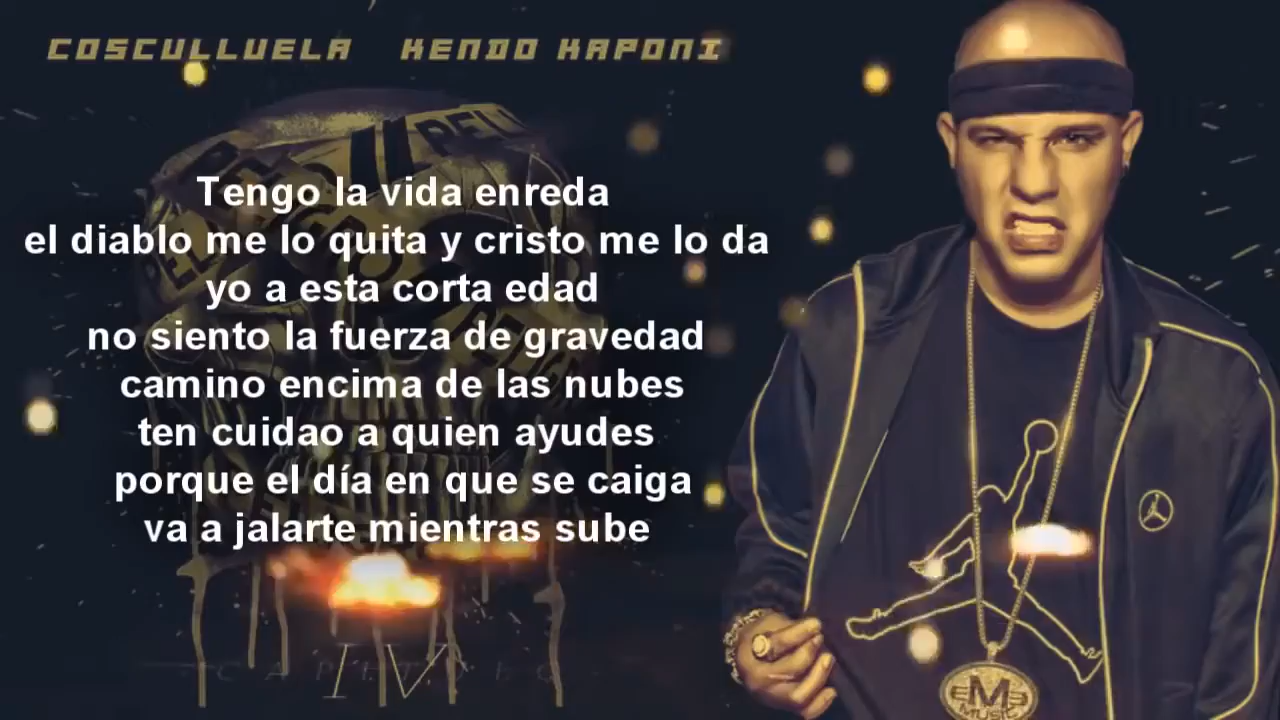 COSCULLUELA KENDO KAPONI
Tengo la vida enreda
el diablo me lo quita y cristo me lo da
yo a esta corta edad
no siento la fuerza de gravedad
camino encima de las nubes
ten cuidao a quien ayudes
porque el día en que se caiga
va a jalarte mientras sube
IV
MUSIC